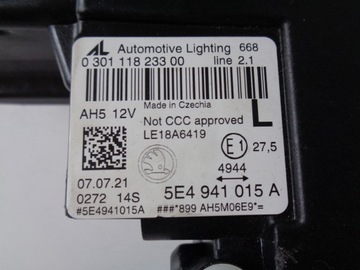 AL Automotive Lighting 668
0 301 118 233 00 line 2.1
AH5 12V
Made in Czechia
Not CCC approved
LE18A6419
L
E1 27,5
4944
07.07.21
0272 14S
5E4 941 015 A
#5E4941015A ###*899 AH5M06E9*=